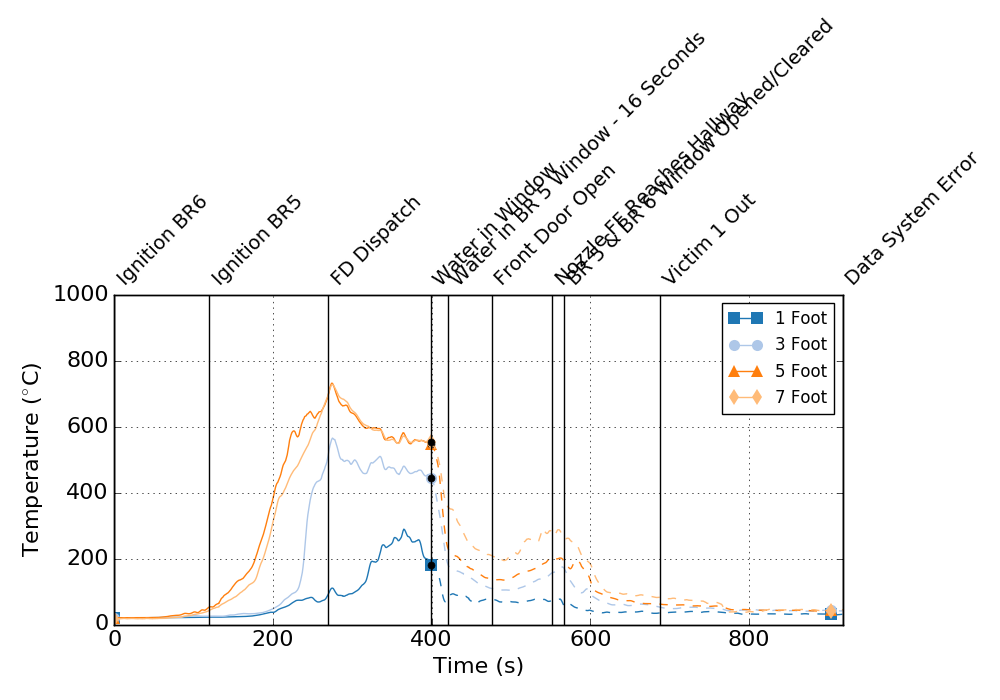 Ignition BR6
Ignition BR5
FD Dispatch
Water in Window
Water in BR 5 Window - 16 Seconds
Front Door Open
Nozzle FF Reaches Hallway
BR 5 & BR 6 Window Opened/Cleared
Victim 1 Out
Data System Error
1000
800
600
400
200
0
Temperature (°C)
1 Foot
3 Foot
5 Foot
7 Foot
0 200 400 600 800
Time (s)